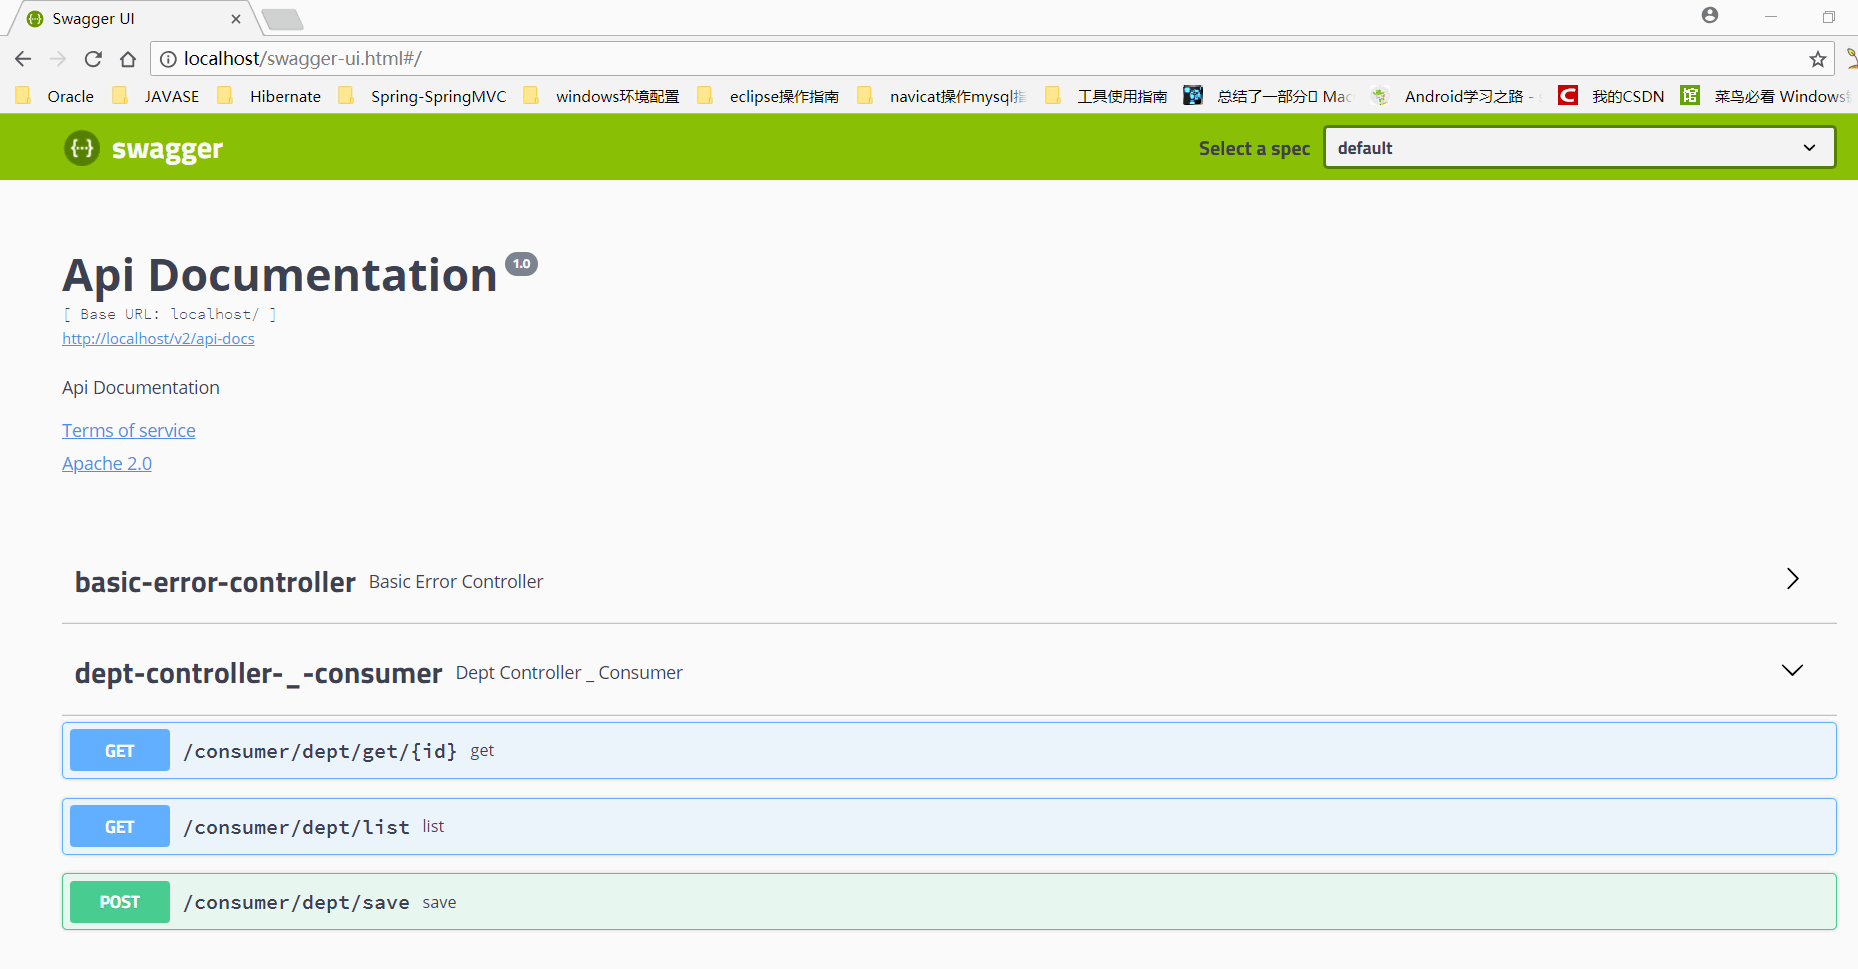 Swagger UI
localhost/swagger-ui.html#/
Oracle JAVASE Hibernate Spring-SpringMVC windows环境配置 eclipse操作指南 navicat操作mysql指 工具使用指南 总结了一部分 Mac Android学习之路 - 我的CSDN 菜鸟必看 Windows
swagger
Select a spec default
Api Documentation 1.0
[ Base URL: localhost/ ]
http://localhost/v2/api-docs
Api Documentation
Terms of service
Apache 2.0
basic-error-controller Basic Error Controller
dept-controller-_-consumer Dept Controller _ Consumer
GET /consumer/dept/get/{id} get
GET /consumer/dept/list list
POST /consumer/dept/save save